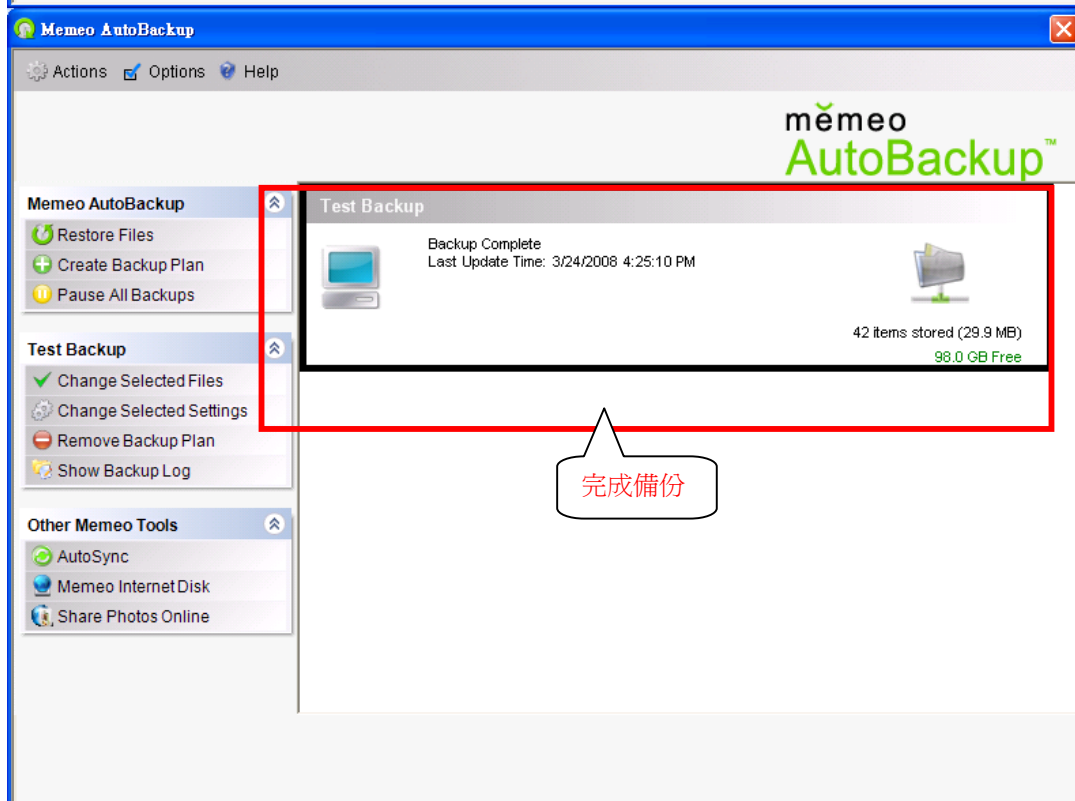 Memeo AutoBackup
Actions Options Help
mĕmeo
AutoBackup™
Memeo AutoBackup
Restore Files
Create Backup Plan
Pause All Backups
Test Backup
Change Selected Files
Change Selected Settings
Remove Backup Plan
Show Backup Log
Other Memeo Tools
AutoSync
Memeo Internet Disk
Share Photos Online
Test Backup
Backup Complete
Last Update Time: 3/24/2008 4:25:10 PM
42 items stored (29.9 MB)
98.0 GB Free
完成備份